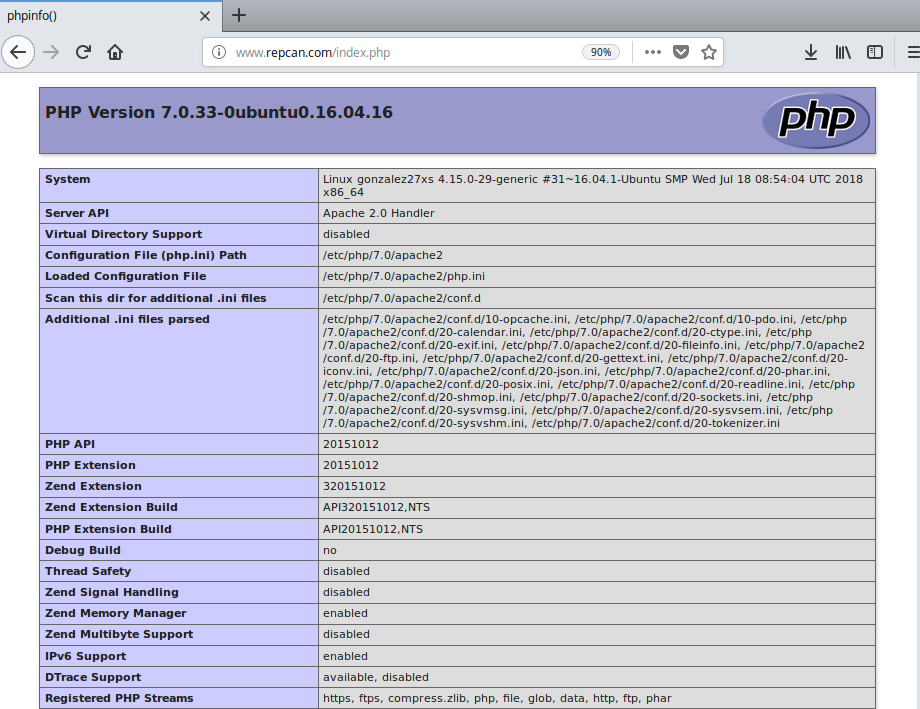 phpinfo()
www.repcan.com/index.php
90%
PHP Version 7.0.33-0ubuntu0.16.04.16
php
System
Linux gonzalez27xs 4.15.0-29-generic #31~16.04.1-Ubuntu SMP Wed Jul 18 08:54:04 UTC 2018
x86_64
Server API
Apache 2.0 Handler
Virtual Directory Support
disabled
Configuration File (php.ini) Path
/etc/php/7.0/apache2
Loaded Configuration File
/etc/php/7.0/apache2/php.ini
Scan this dir for additional .ini files
/etc/php/7.0/apache2/conf.d
Additional .ini files parsed
/etc/php/7.0/apache2/conf.d/10-opcache.ini, /etc/php/7.0/apache2/conf.d/10-pdo.ini, /etc/php
/7.0/apache2/conf.d/20-calendar.ini, /etc/php/7.0/apache2/conf.d/20-ctype.ini, /etc/php
/7.0/apache2/conf.d/20-exif.ini, /etc/php/7.0/apache2/conf.d/20-fileinfo.ini, /etc/php/7.0/apache2
/conf.d/20-ftp.ini, /etc/php/7.0/apache2/conf.d/20-gettext.ini, /etc/php/7.0/apache2/conf.d/20-
iconv.ini, /etc/php/7.0/apache2/conf.d/20-json.ini, /etc/php/7.0/apache2/conf.d/20-phar.ini,
/etc/php/7.0/apache2/conf.d/20-posix.ini, /etc/php/7.0/apache2/conf.d/20-readline.ini, /etc/php
/7.0/apache2/conf.d/20-shmop.ini, /etc/php/7.0/apache2/conf.d/20-sockets.ini, /etc/php
/7.0/apache2/conf.d/20-sysvmsg.ini, /etc/php/7.0/apache2/conf.d/20-sysvsem.ini, /etc/php
/7.0/apache2/conf.d/20-sysvshm.ini, /etc/php/7.0/apache2/conf.d/20-tokenizer.ini
PHP API
20151012
PHP Extension
20151012
Zend Extension
320151012
Zend Extension Build
API320151012,NTS
PHP Extension Build
API20151012,NTS
Debug Build
no
Thread Safety
disabled
Zend Signal Handling
disabled
Zend Memory Manager
enabled
Zend Multibyte Support
disabled
IPv6 Support
enabled
DTrace Support
available, disabled
Registered PHP Streams
https, ftps, compress.zlib, php, file, glob, data, http, ftp, phar